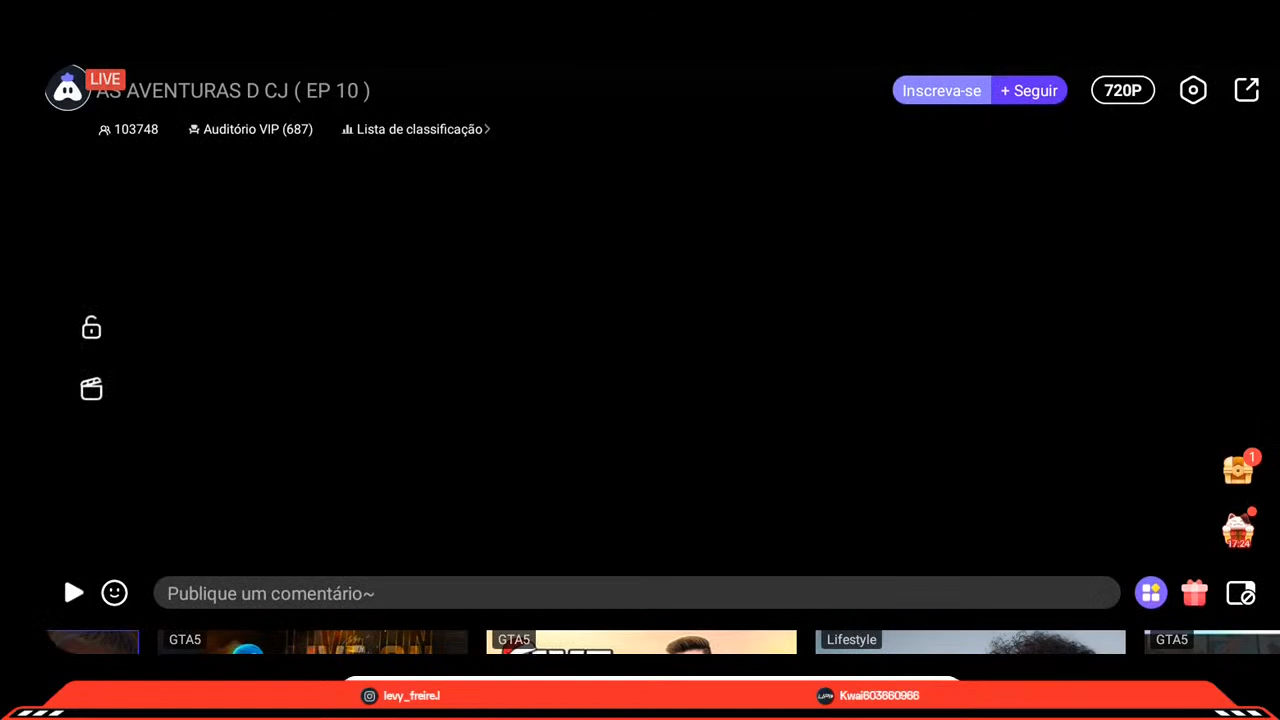 LIVE
AS AVENTURAS D CJ ( EP 10 )
Inscreva-se
+ Seguir
720P
103748
Auditório VIP (687)
Lista de classificação
1
17:24
Publique um comentário~
GTA5
GTA5
Lifestyle
GTA5
Kwai603660966